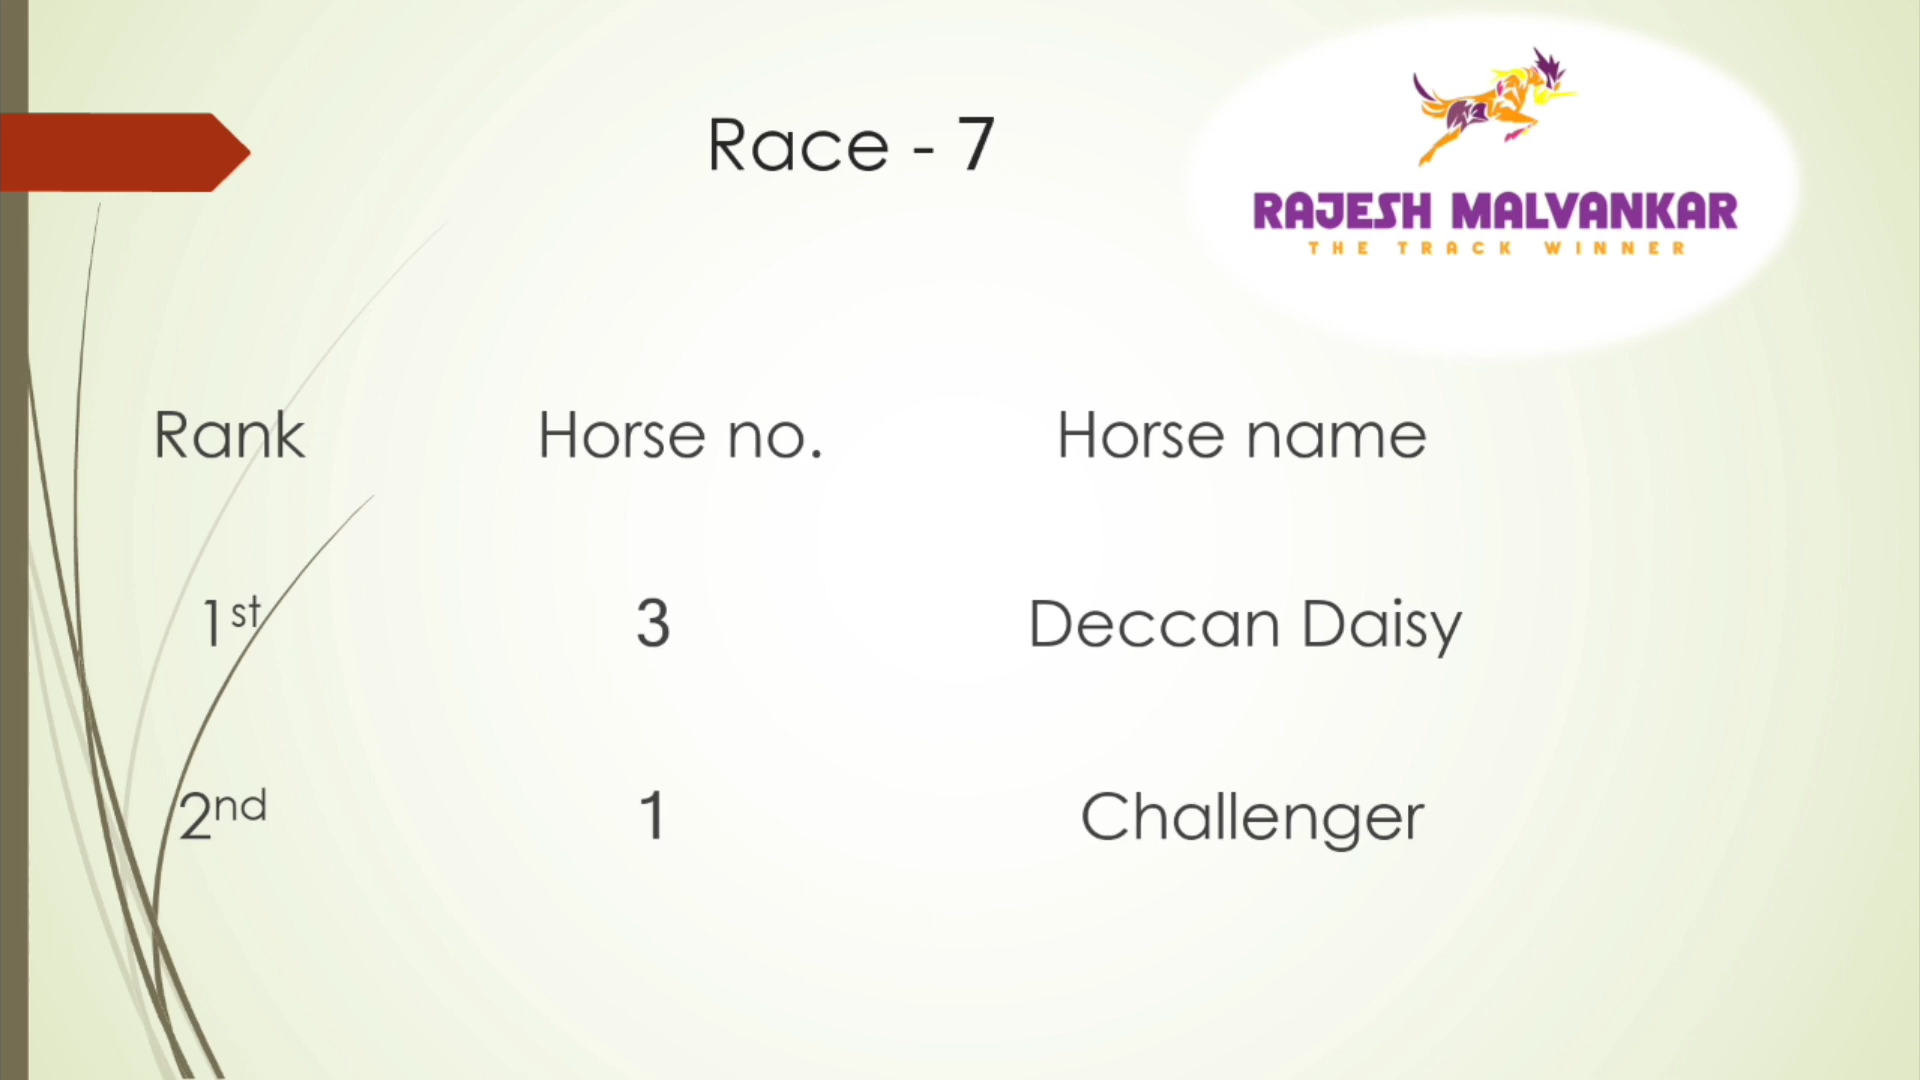 Race - 7
RAJESH MALVANKAR
THE TRACK WINNER
Rank Horse no. Horse name
1st 3 Deccan Daisy
2nd 1 Challenger